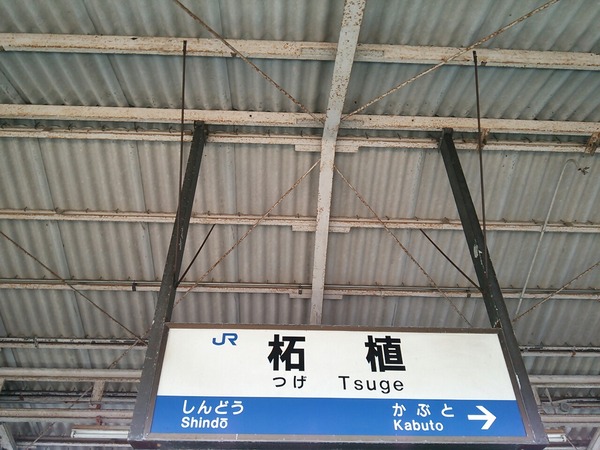 JR 柘植
つげ Tsuge
しんどう かぶと →
Shindō Kabuto